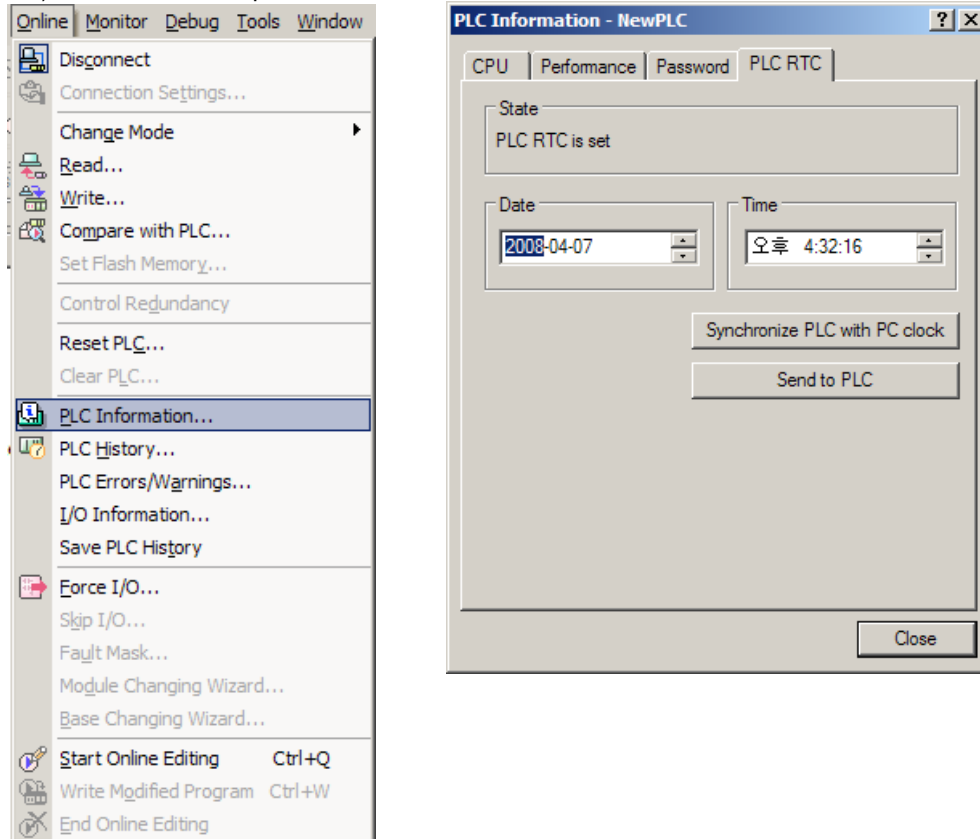 Online Monitor Debug Tools Window
Disconnect
Connection Settings...
Change Mode
Read...
Write...
Compare with PLC...
Set Flash Memory...
Control Redundancy
Reset PLC...
Clear PLC...
PLC Information...
PLC History...
PLC Errors/Warnings...
I/O Information...
Save PLC History
Force I/O...
Skip I/O...
Fault Mask...
Module Changing Wizard...
Base Changing Wizard...
Start Online Editing Ctrl+Q
Write Modified Program Ctrl+W
End Online Editing
PLC Information - NewPLC
CPU Performance Password PLC RTC
State
PLC RTC is set
Date Time
2008-04-07 오후 4:32:16
Synchronize PLC with PC clock
Send to PLC
Close